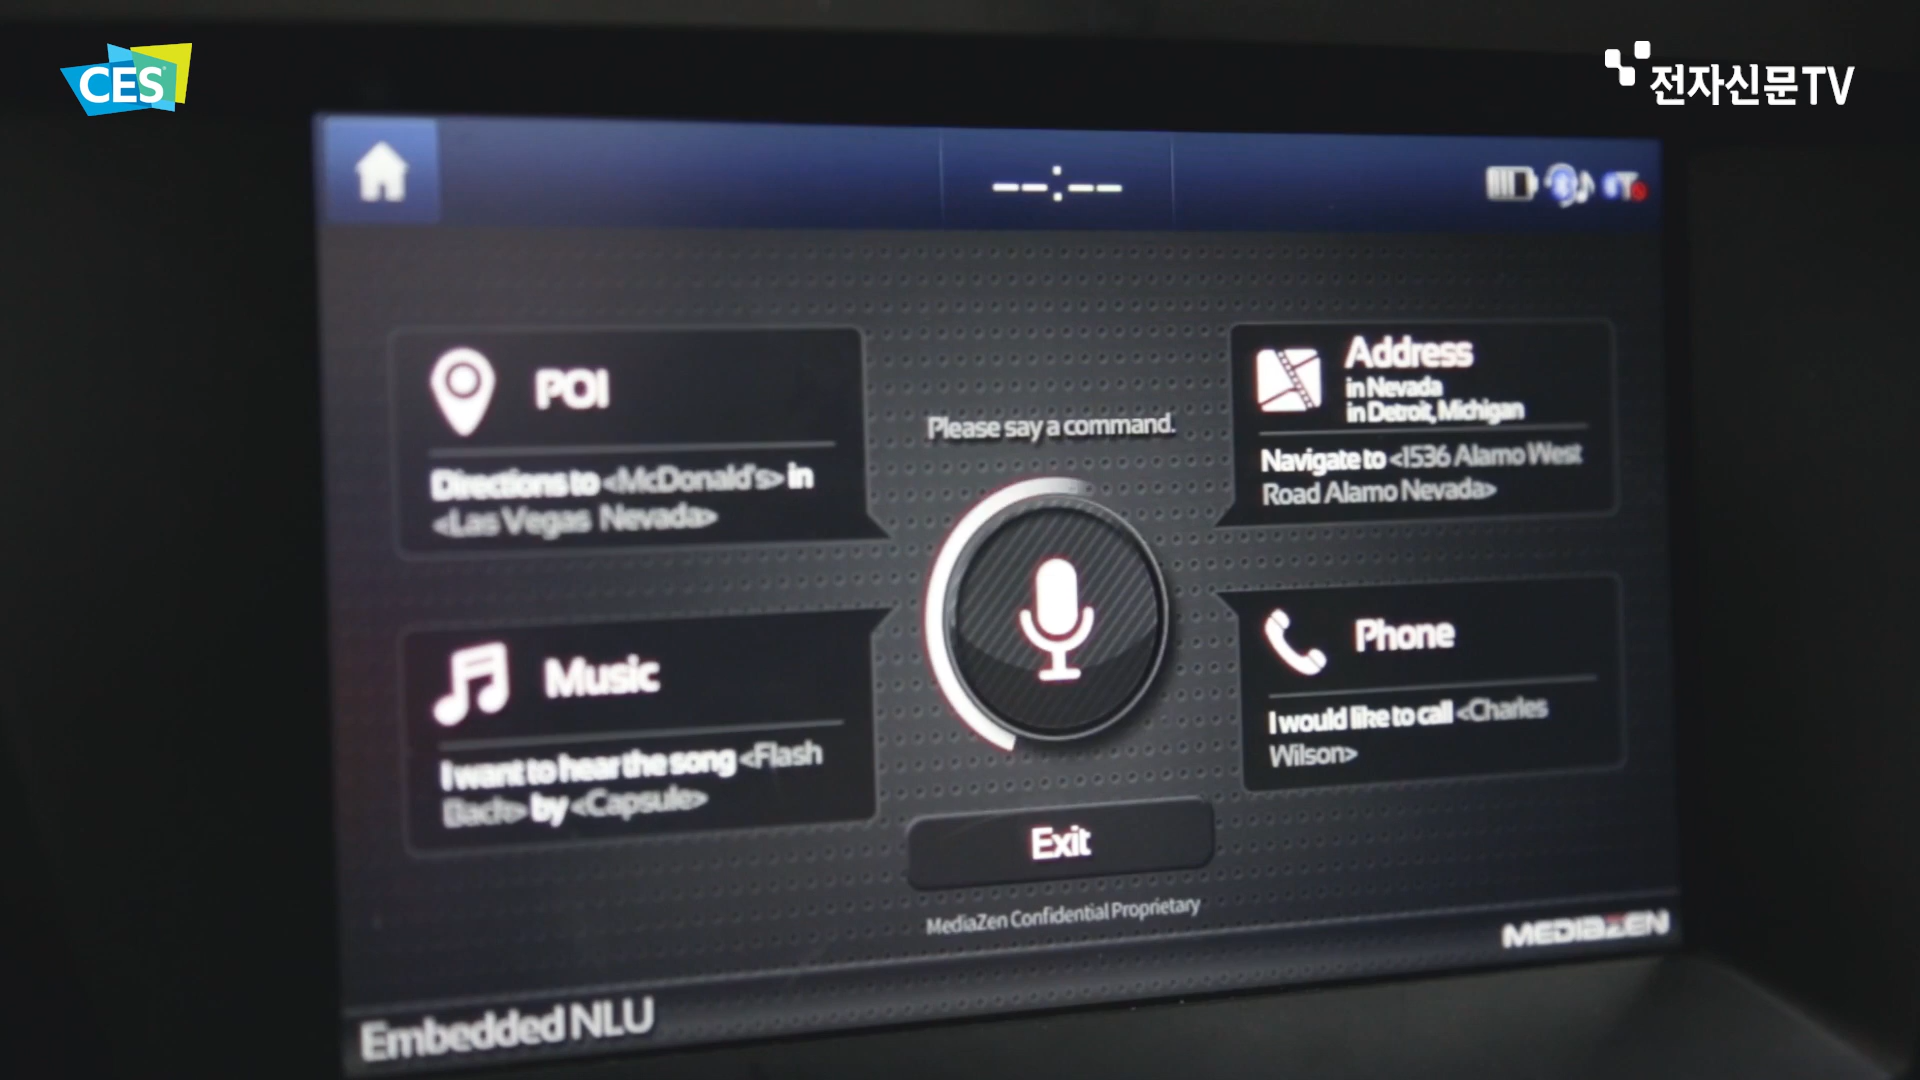 CES
전자신문TV
--:--
POI
Directions to <McDonald's> in
<Las Vegas Nevada>
Please say a command.
Address
in Nevada
in Detroit, Michigan
Navigate to <1536 Alamo West
Road Alamo Nevada>
Music
I want to hear the song <Flash
Back> by <Capsule>
Phone
I would like to call <Charles
Wilson>
Exit
MediaZen Confidential Proprietary
MEDIAZEN
Embedded NLU